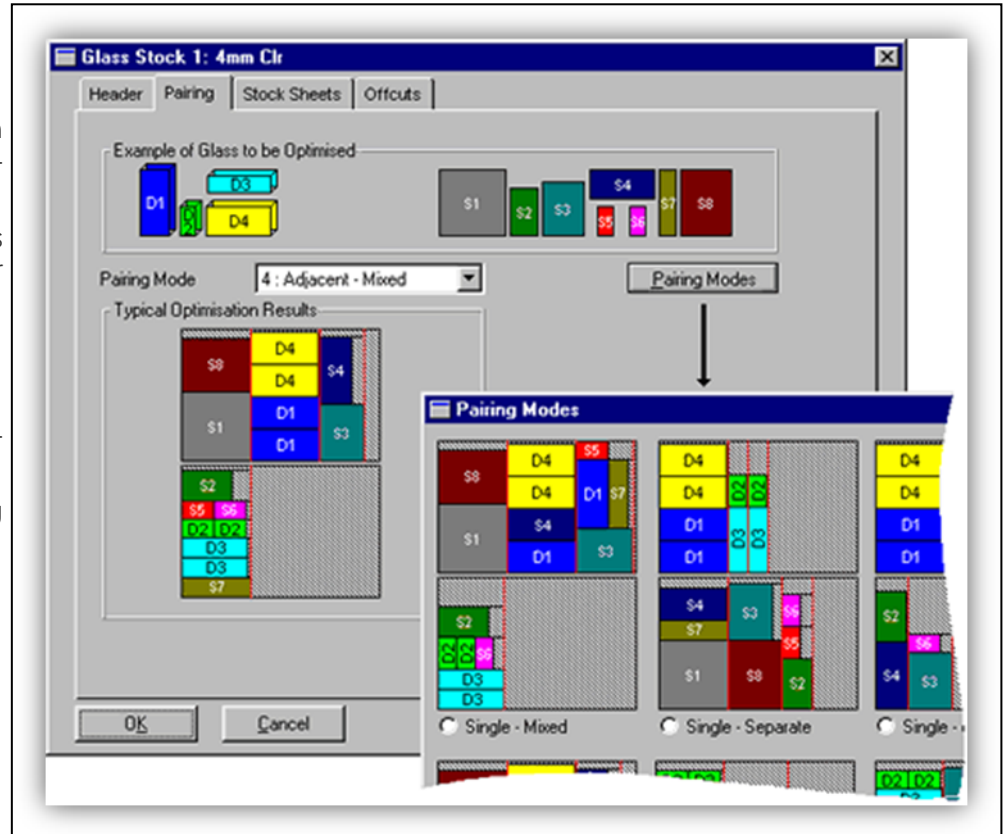 Glass Stock 1: 4mm Clr
Header Pairing Stock Sheets Offcuts
Example of Glass to be Optimised
D1 D2 D3 D4 S1 S2 S3 S4 S5 S6 S7 S8
Pairing Mode 4 : Adjacent - Mixed Pairing Modes
Typical Optimisation Results
S8 D4 S4
D4
S1 D1 S3
D1
S2
S5 S6
D2 D2
D3
D3
S7
OK Cancel
Pairing Modes
S8 D4 S5
D4 D1 S7
S1 S4 S3
D1
D4 D2 D2
D4
D1 D3 D3
D1
D4
D4
D1
D1
S2
D2 D2 S6
D3
D3
S4 S3 S6
S7 S5
S1 S8 S2
S2 S6
S4 S3
Single - Mixed Single - Separate Single -
D2 D2 D2 D2